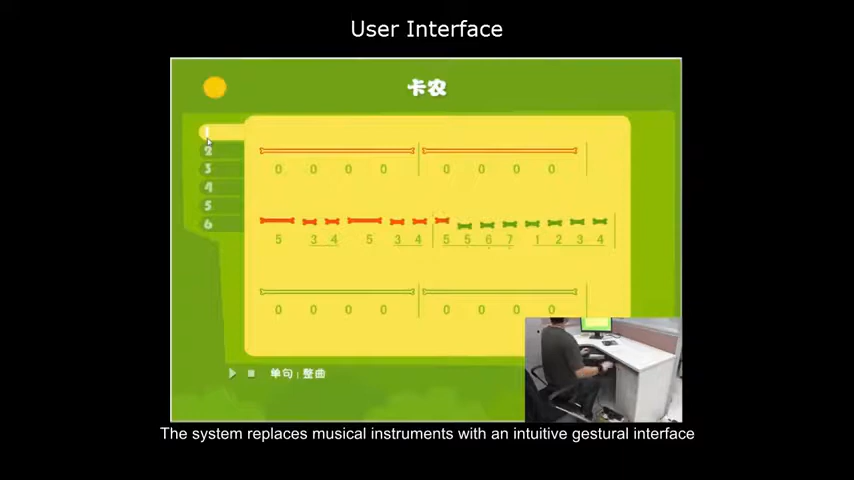 User Interface
卡农
1
2
3
4
5
6
0 0 0 0 0 0 0 0
5 3 4 5 3 4 5 5 6 7 1 2 3 4
0 0 0 0 0 0 0 0
单句 | 整曲
The system replaces musical instruments with an intuitive gestural interface